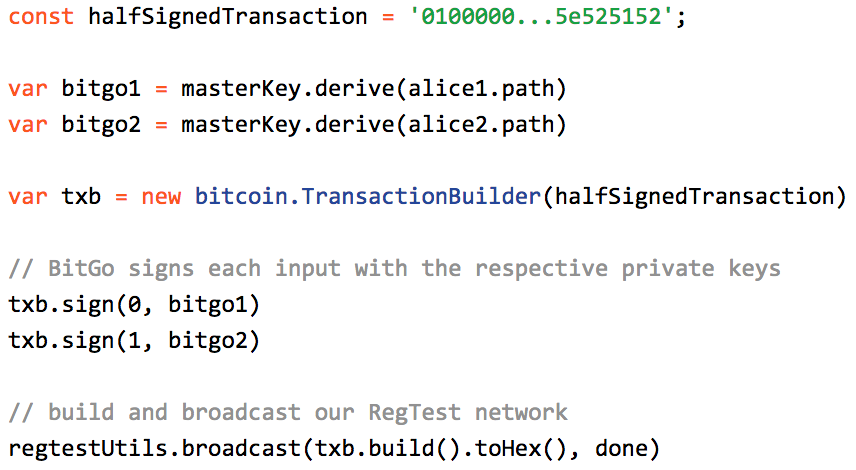 const halfSignedTransaction = '0100000...5e525152';
var bitgo1 = masterKey.derive(alice1.path)
var bitgo2 = masterKey.derive(alice2.path)
var txb = new bitcoin.TransactionBuilder(halfSignedTransaction)
// BitGo signs each input with the respective private keys
txb.sign(0, bitgo1)
txb.sign(1, bitgo2)
// build and broadcast our RegTest network
regtestUtils.broadcast(txb.build().toHex(), done)